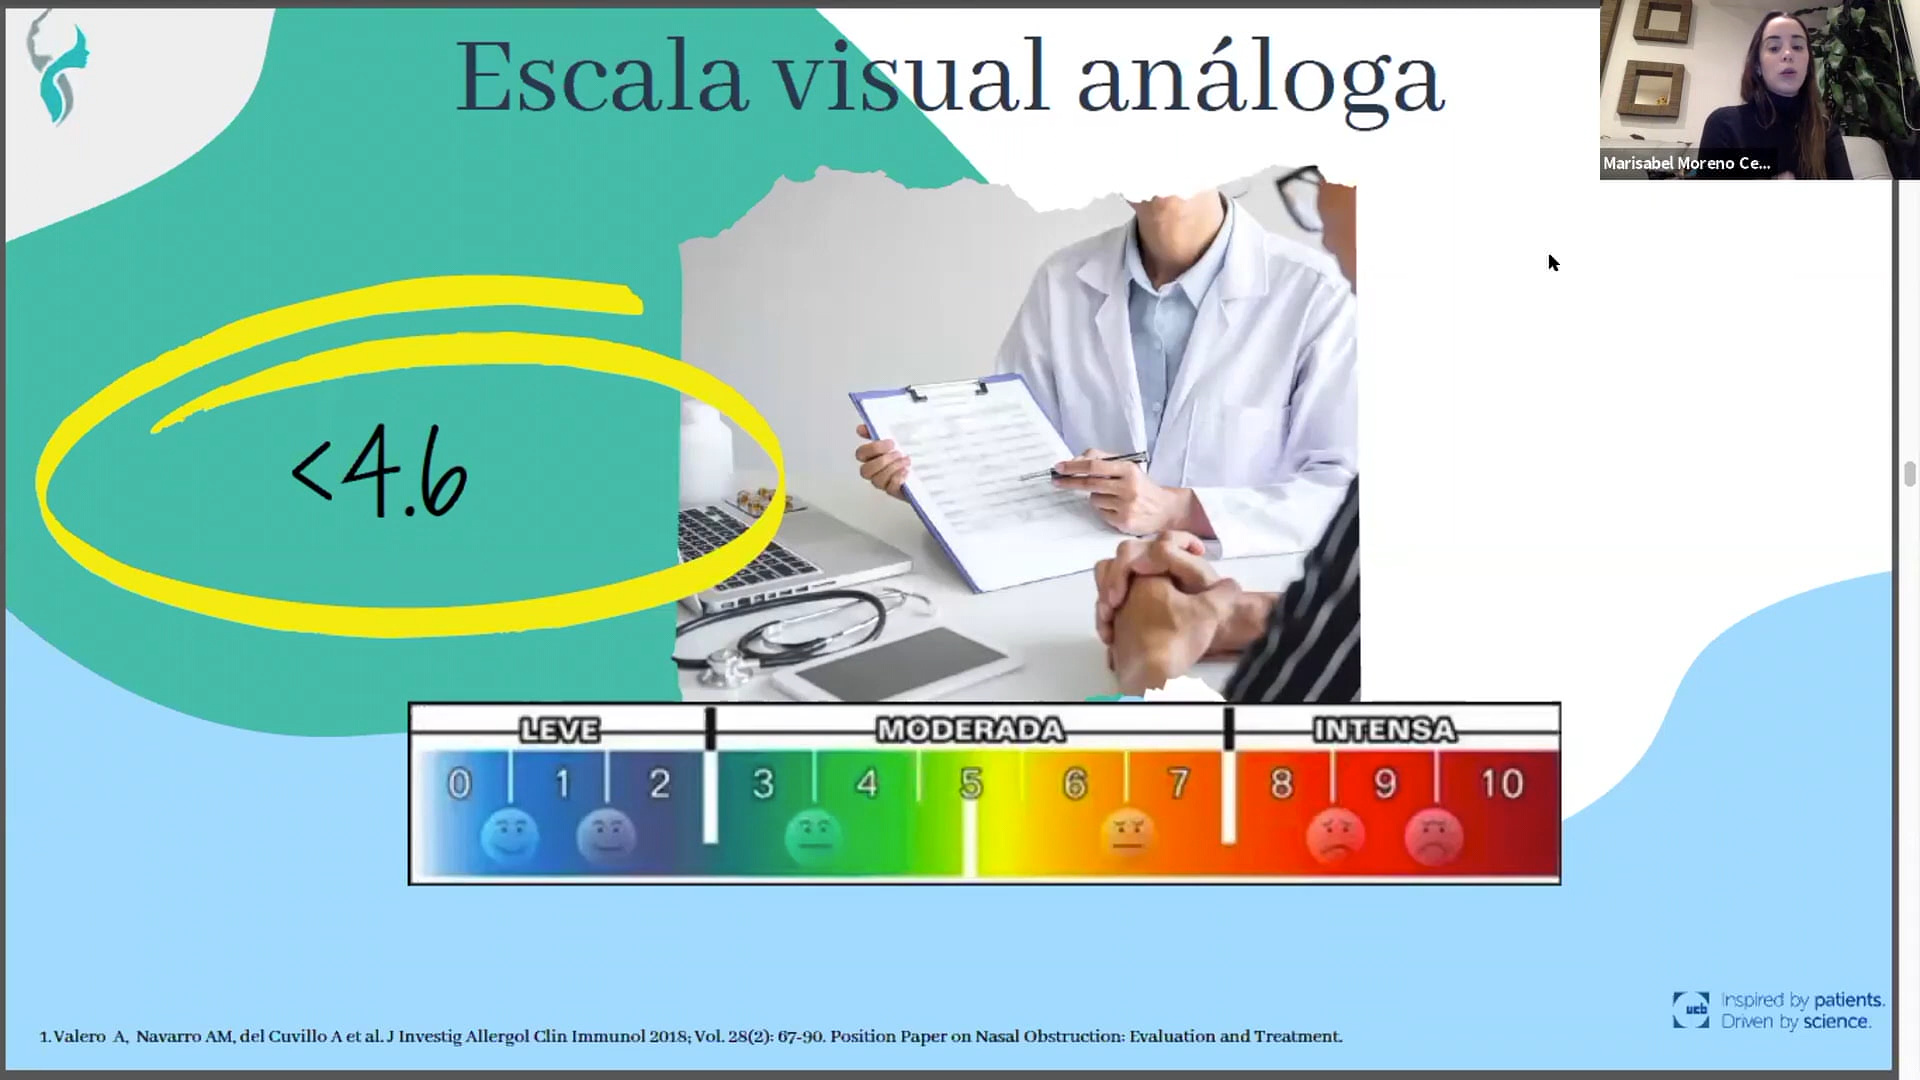 Escala visual análoga
Marisabel Moreno Ce...
<4.6
LEVE MODERADA INTENSA
0 1 2 3 4 5 6 7 8 9 10
ucb Inspired by patients.
Driven by science.
1. Valero A, Navarro AM, del Cuvillo A et al. J Investig Allergol Clin Immunol 2018; Vol. 28(2): 67-90. Position Paper on Nasal Obstruction: Evaluation and Treatment.